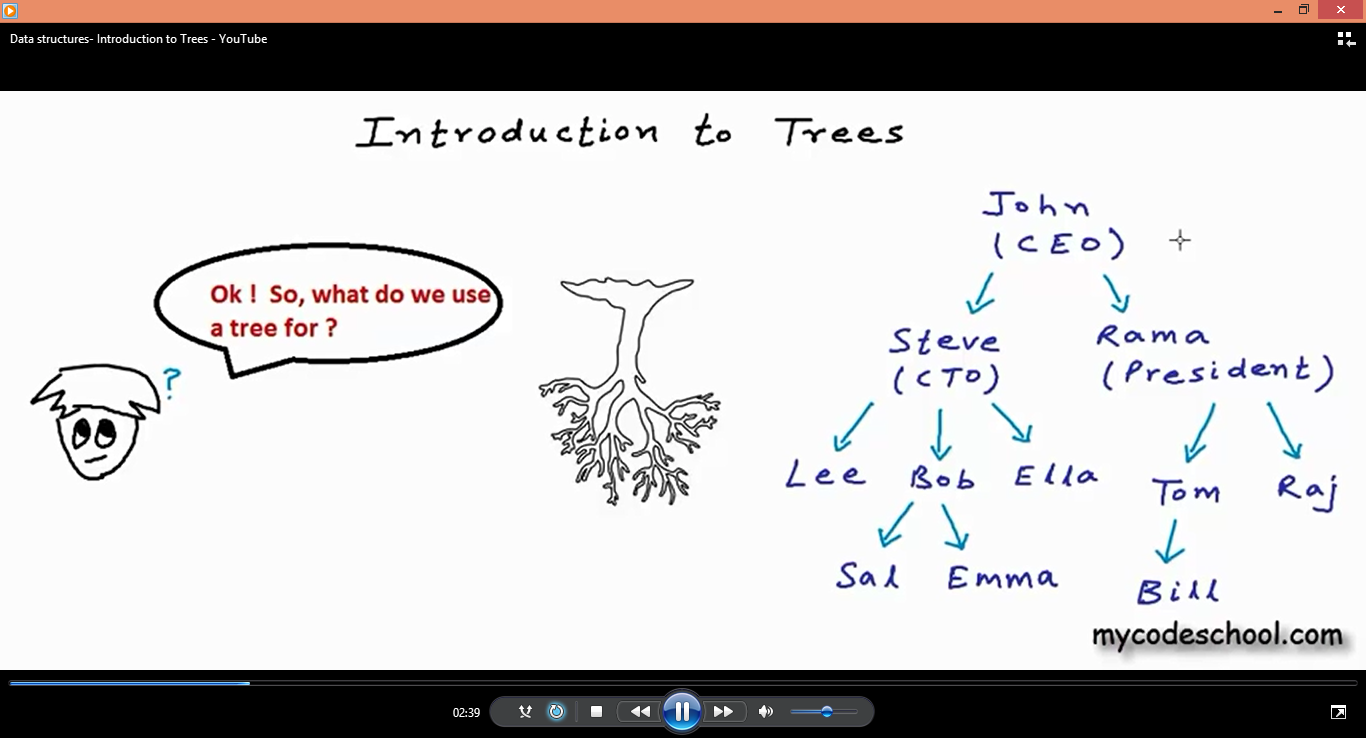 Data structures- Introduction to Trees - YouTube
Introduction to Trees
John
(CEO)
Ok ! So, what do we use
a tree for ?
?
Steve Rama
(CTO) (President)
Lee Bob Ella Tom Raj
Sal Emma Bill
mycodeschool.com
02:39